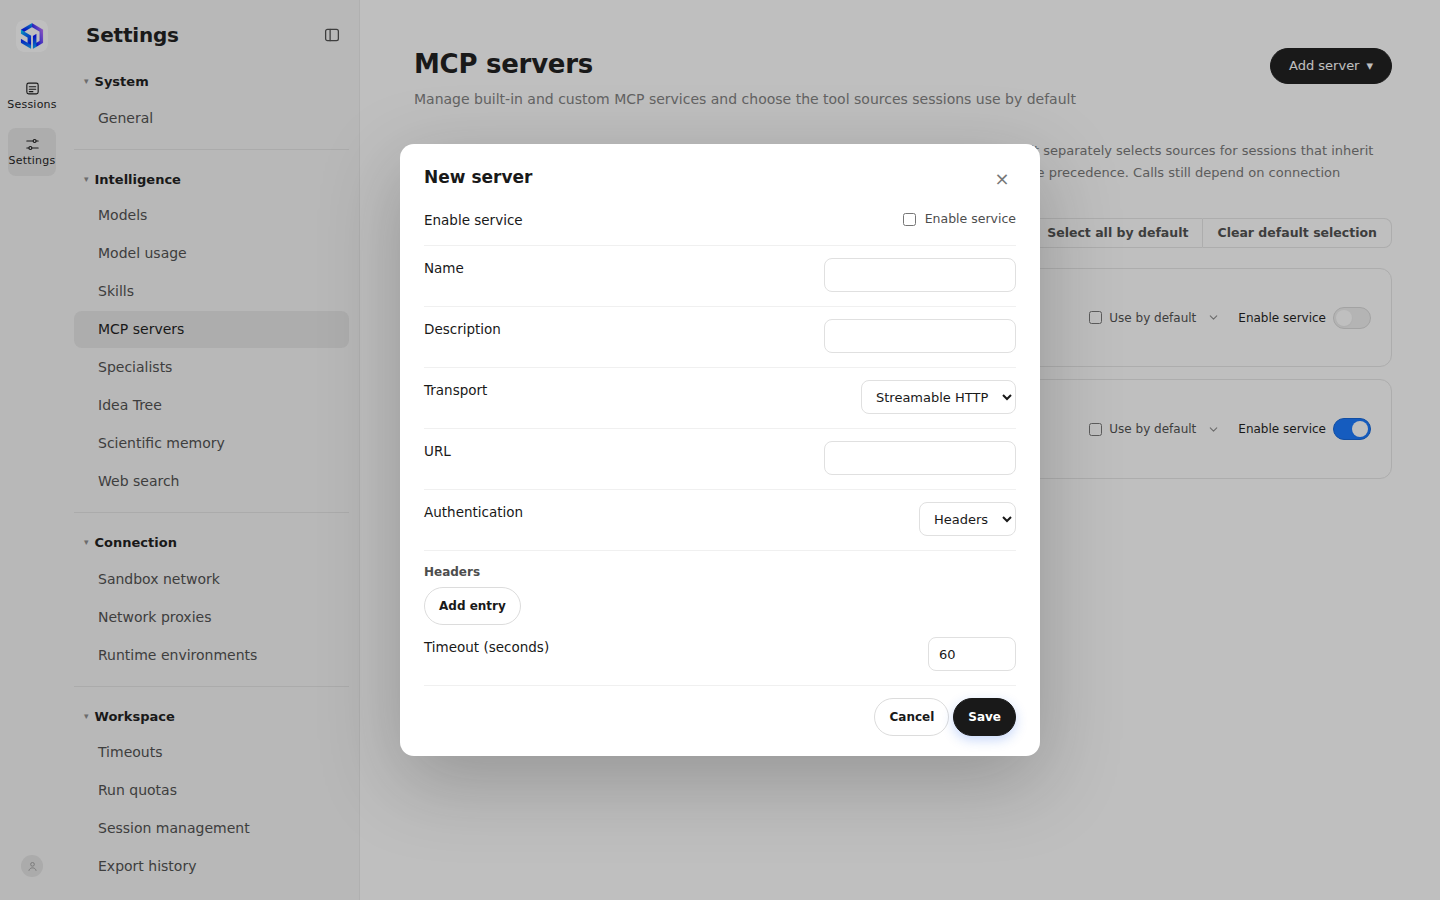 Settings
Sessions
Settings
System
General
Intelligence
Models
Model usage
Skills
MCP servers
Specialists
Idea Tree
Scientific memory
Web search
Connection
Sandbox network
Network proxies
Runtime environments
Workspace
Timeouts
Run quotas
Session management
Export history
MCP servers
Add server
Manage built-in and custom MCP services and choose the tool sources sessions use by default
separately selects sources for sessions that inherit
precedence. Calls still depend on connection
Select all by default
Clear default selection
Use by default
Enable service
Use by default
Enable service
New server
Enable service
Enable service
Name
Description
Transport
Streamable HTTP
URL
Authentication
Headers
Headers
Add entry
Timeout (seconds)
60
Cancel
Save